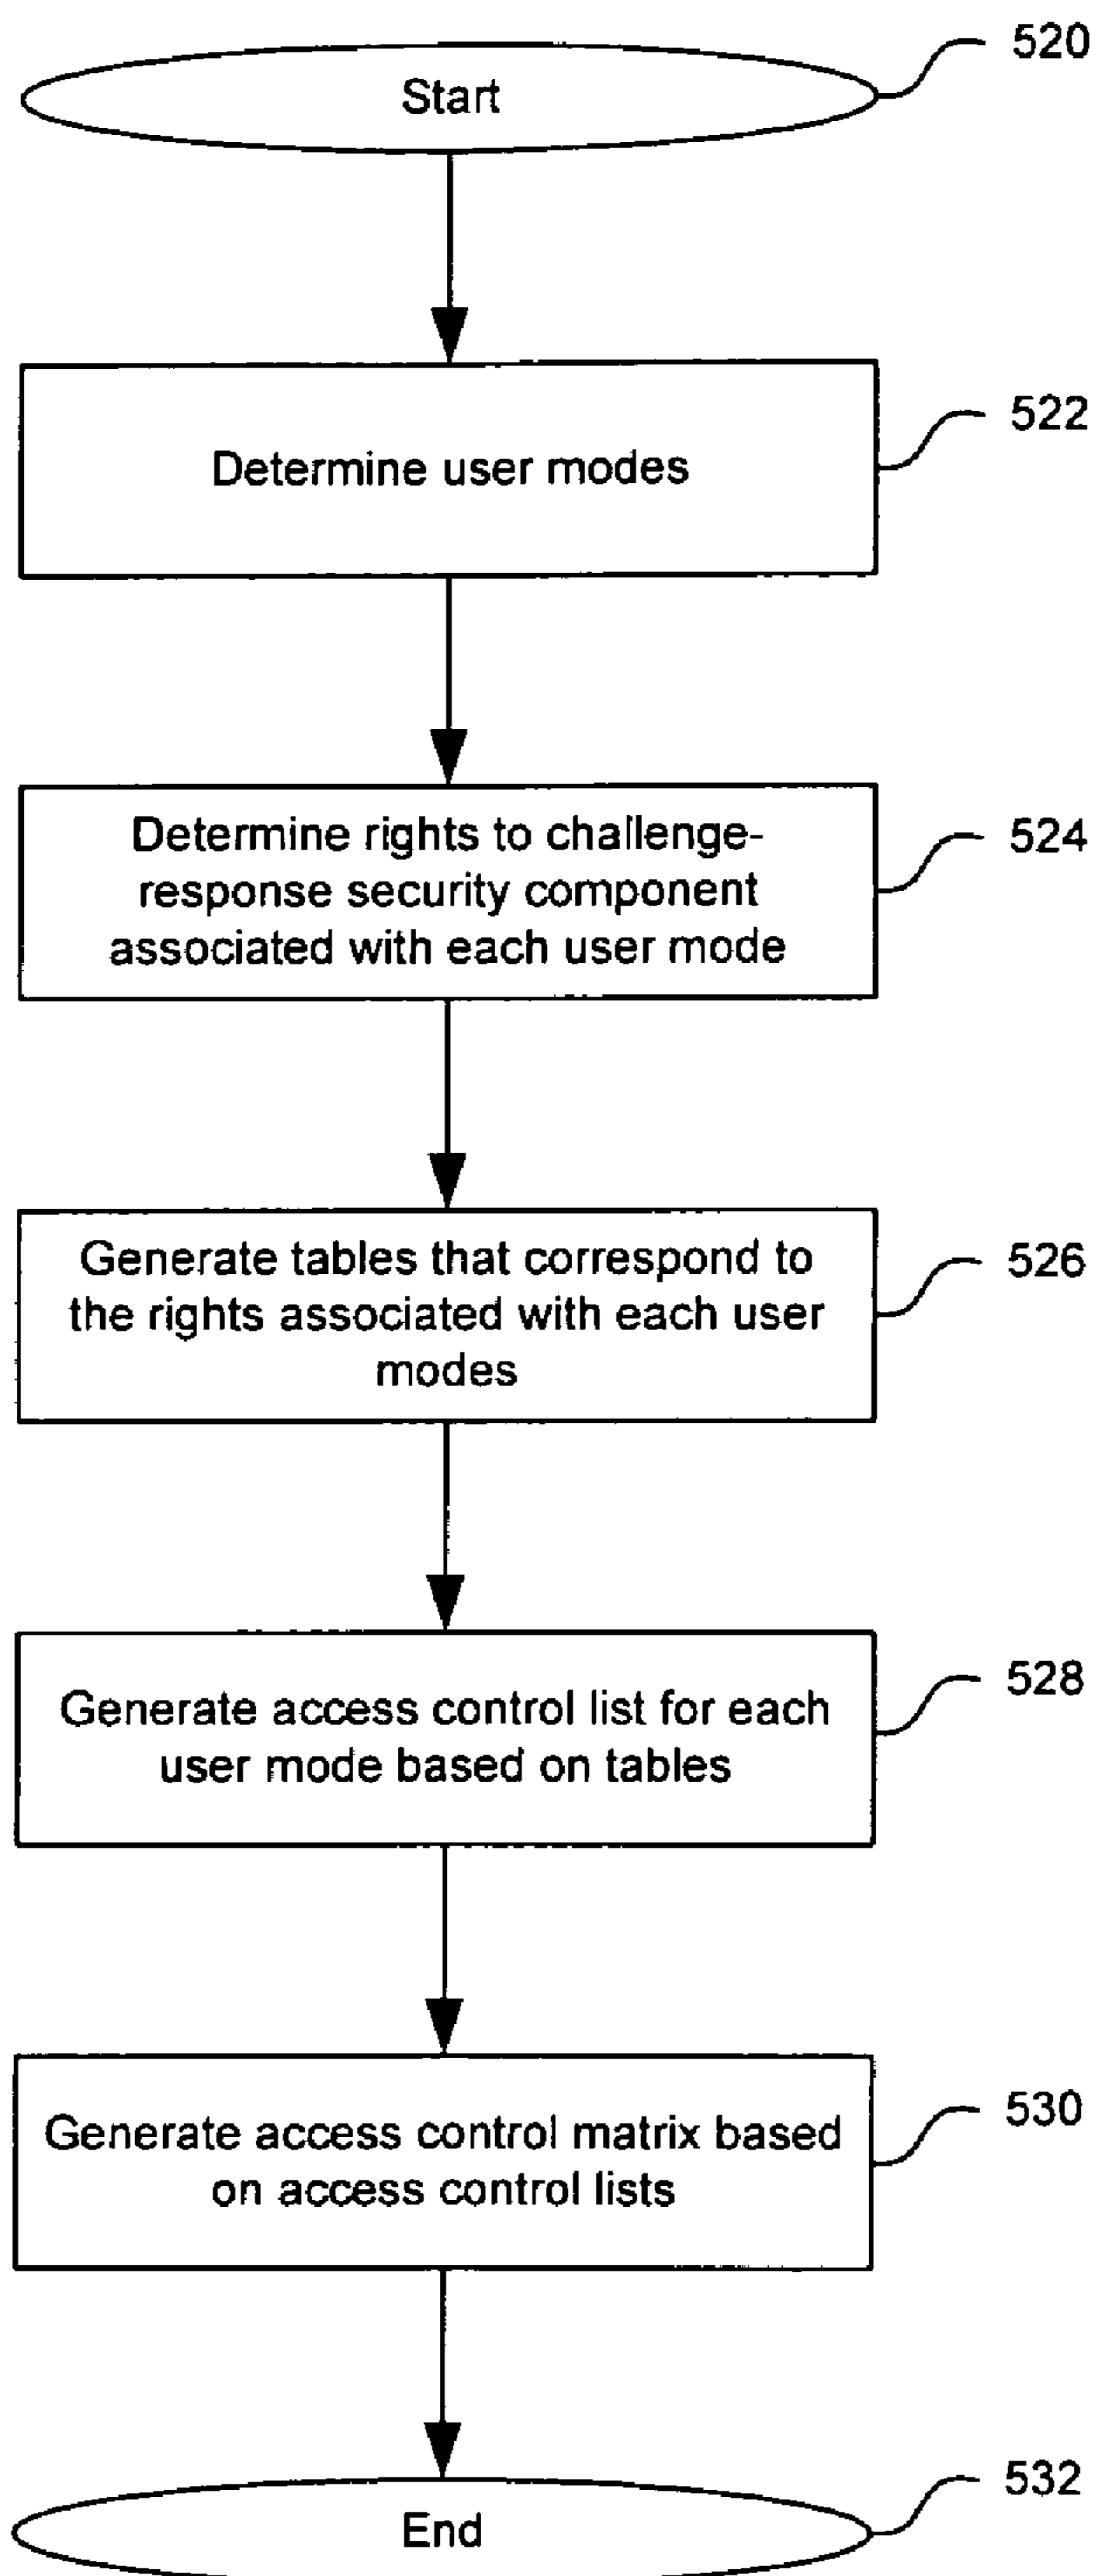 Start
520
Determine user modes
522
Determine rights to challenge-
response security component
associated with each user mode
524
Generate tables that correspond to
the rights associated with each user
modes
526
Generate access control list for each
user mode based on tables
528
Generate access control matrix based
on access control lists
530
End
532